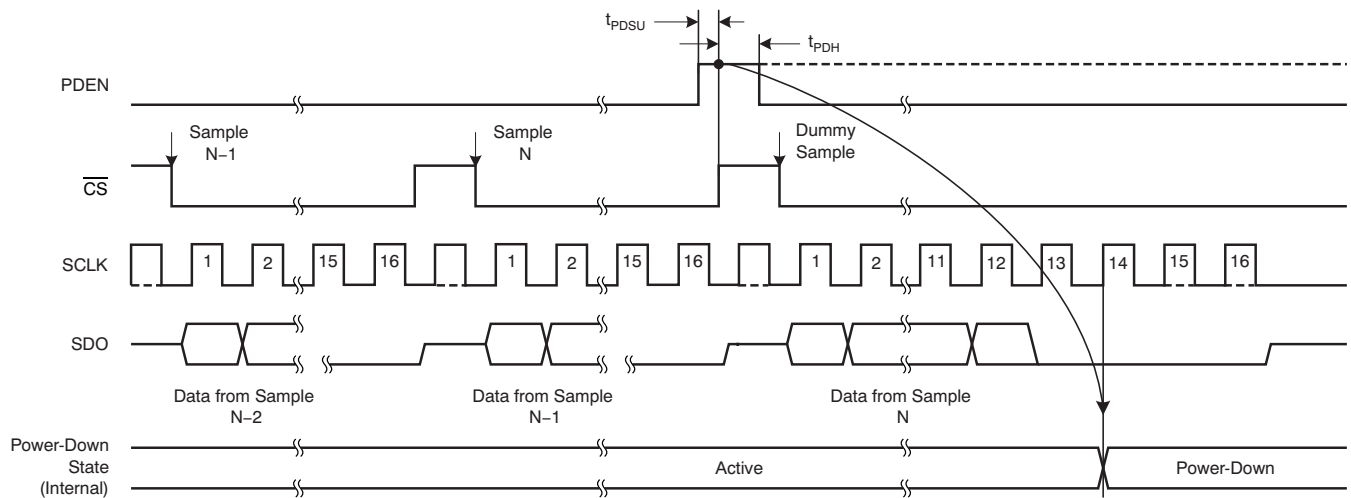 tPDSU
tPDH
PDEN
Sample
N−1
Sample
N
Dummy
Sample
CS
SCLK
1 2 15 16 1 2 15 16 1 2 11 12 13 14 15 16
SDO
Data from Sample
N−2
Data from Sample
N−1
Data from Sample
N
Power-Down
State
(Internal)
Active
Power-Down